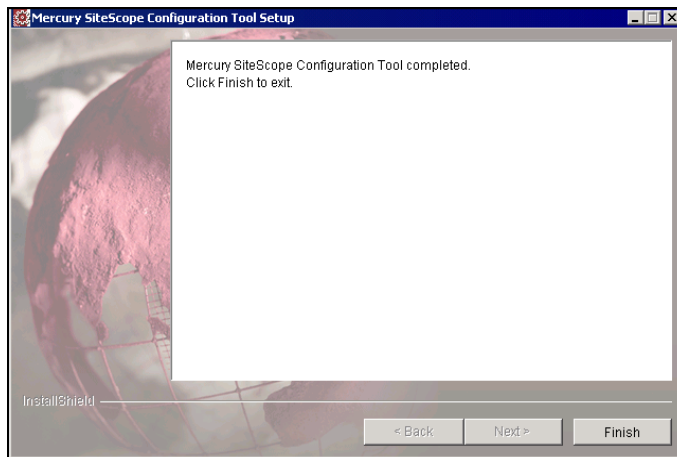 Mercury SiteScope Configuration Tool Setup
Mercury SiteScope Configuration Tool completed.
Click Finish to exit.
InstallShield
< Back
Next >
Finish